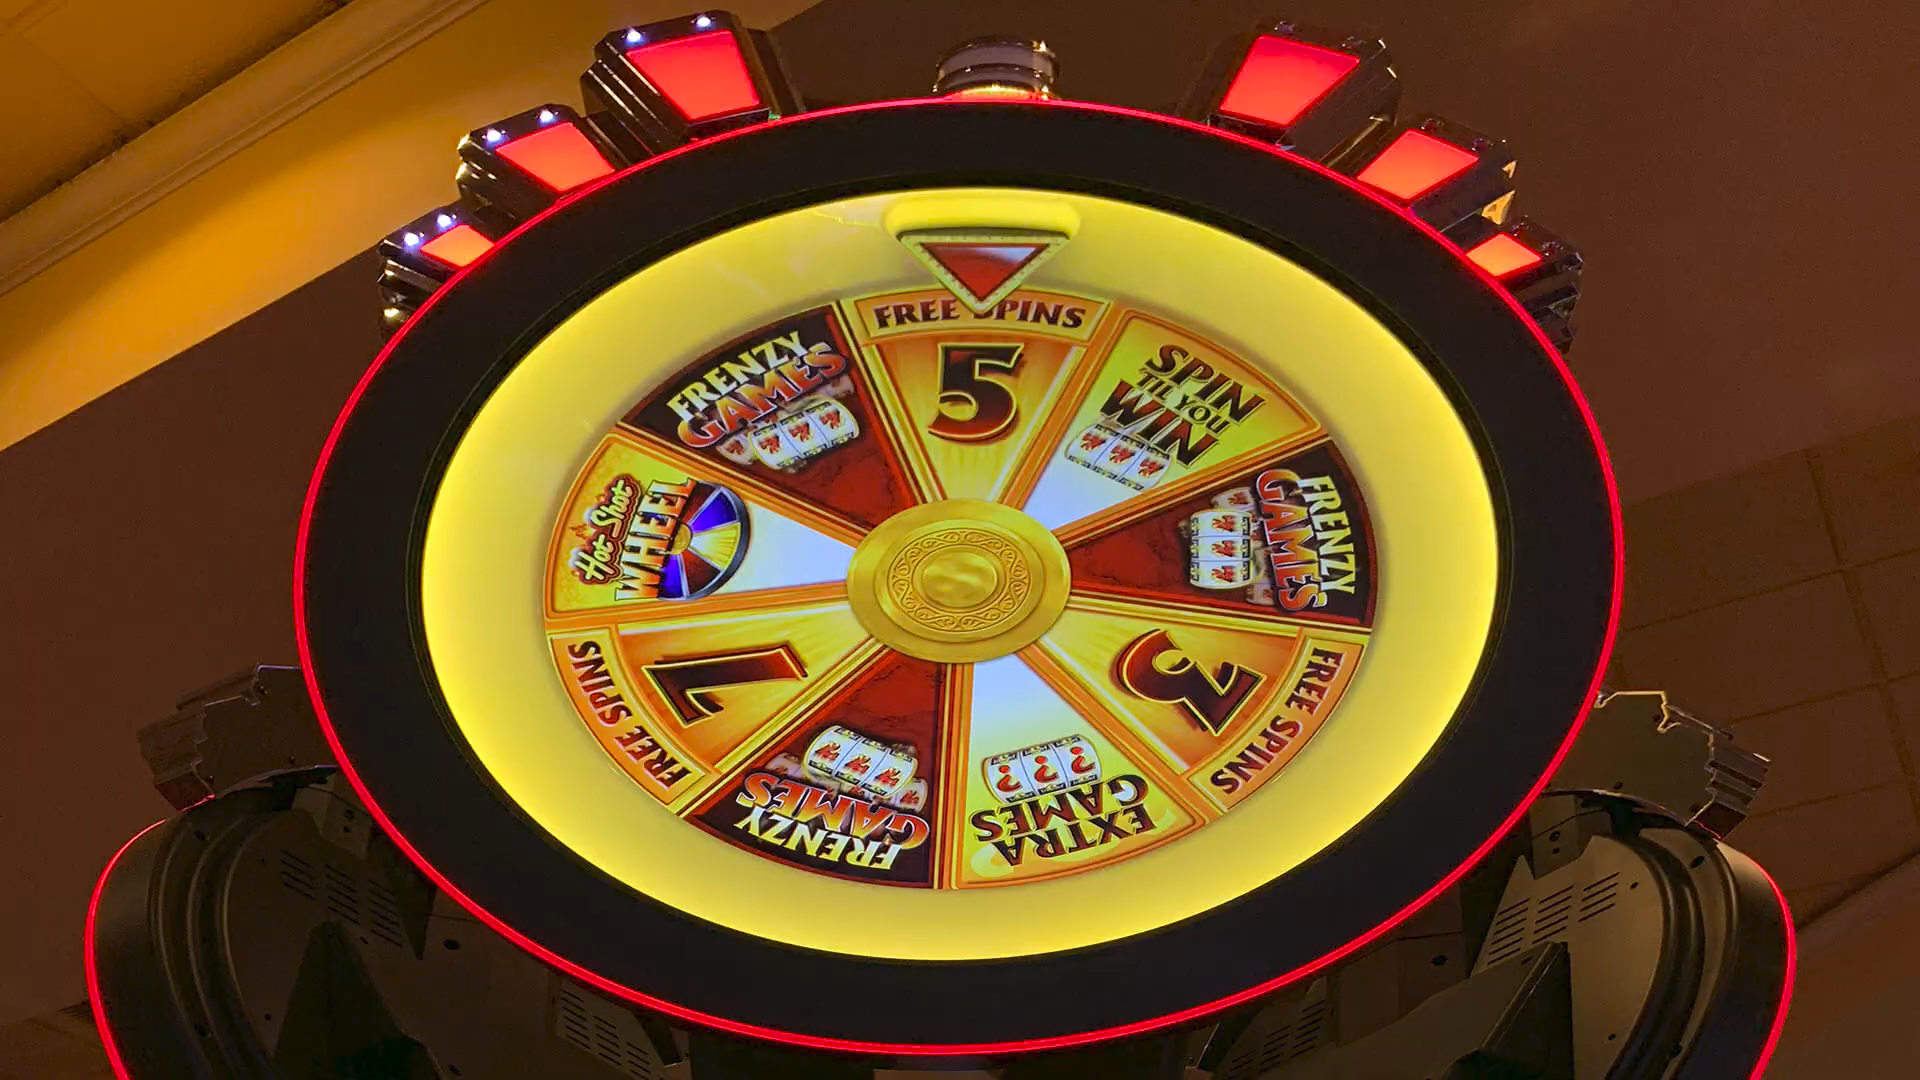 FREE SPINS
5
SPIN
'TIL YOU
WIN
FRENZY
GAMES
FREE SPINS
3
EXTRA
GAMES
FRENZY
GAMES
FREE SPINS
7
Hot Shot
WHEEL
FRENZY
GAMES